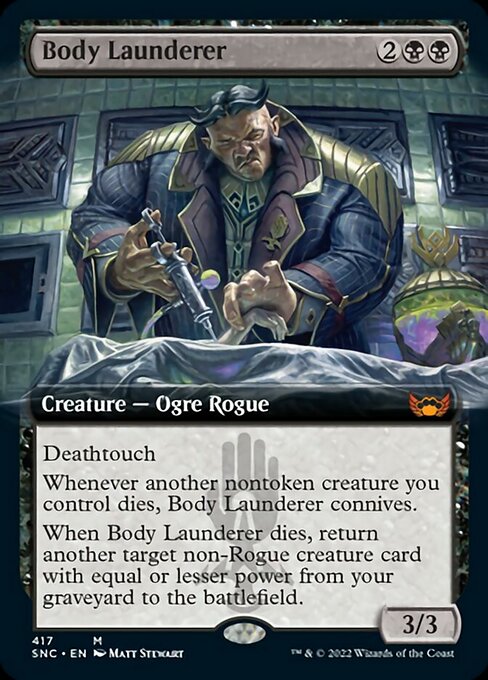 Body Launderer 2
Creature — Ogre Rogue
Deathtouch
Whenever another nontoken creature you
control dies, Body Launderer connives.
When Body Launderer dies, return
another target non-Rogue creature card
with equal or lesser power from your
graveyard to the battlefield.
3/3
417 M
SNC • EN Matt Stewart
™ & © 2022 Wizards of the Coast